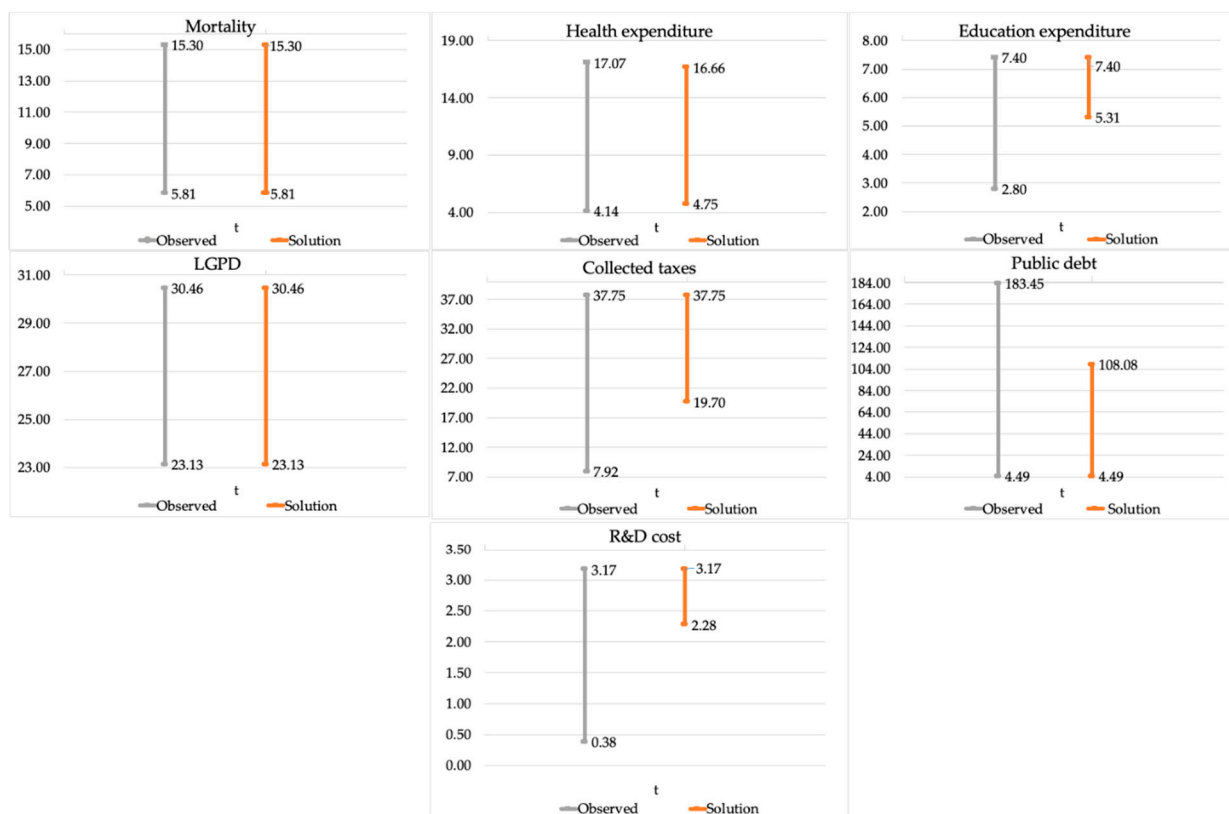 Mortality
15.00
13.00
11.00
9.00
7.00
5.00
15.30
15.30
5.81
5.81
t
Observed
Solution
Health expenditure
19.00
14.00
9.00
4.00
17.07
16.66
4.14
4.75
t
Observed
Solution
Education expenditure
8.00
7.00
6.00
5.00
4.00
3.00
2.00
7.40
7.40
5.31
2.80
t
Observed
Solution
LGPD
31.00
29.00
27.00
25.00
23.00
30.46
30.46
23.13
23.13
t
Observed
Solution
Collected taxes
37.00
32.00
27.00
22.00
17.00
12.00
7.00
37.75
37.75
19.70
7.92
t
Observed
Solution
Public debt
184.00
164.00
144.00
124.00
104.00
84.00
64.00
44.00
24.00
4.00
183.45
108.08
4.49
4.49
t
Observed
Solution
R&D cost
3.50
3.00
2.50
2.00
1.50
1.00
0.50
0.00
3.17
3.17
2.28
0.38
t
Observed
Solution